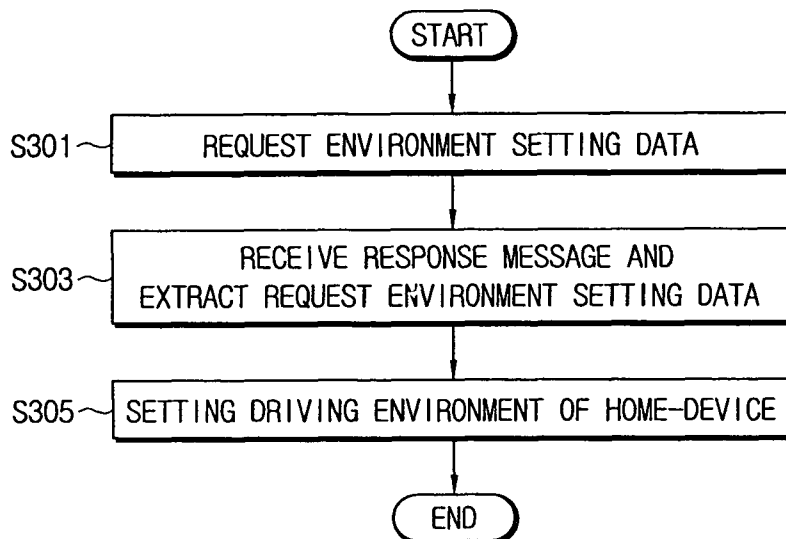 START
S301 REQUEST ENVIRONMENT SETTING DATA
S303 RECEIVE RESPONSE MESSAGE AND
EXTRACT REQUEST ENVIRONMENT SETTING DATA
S305 SETTING DRIVING ENVIRONMENT OF HOME-DEVICE
END